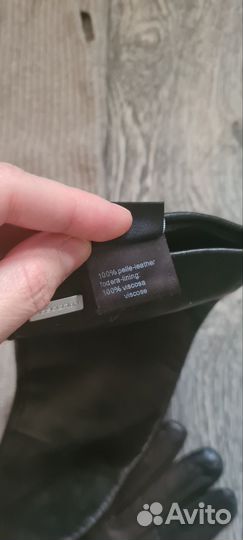 100% pelle-leather
fodera-lining:
100% viscosa
viscose
Avito